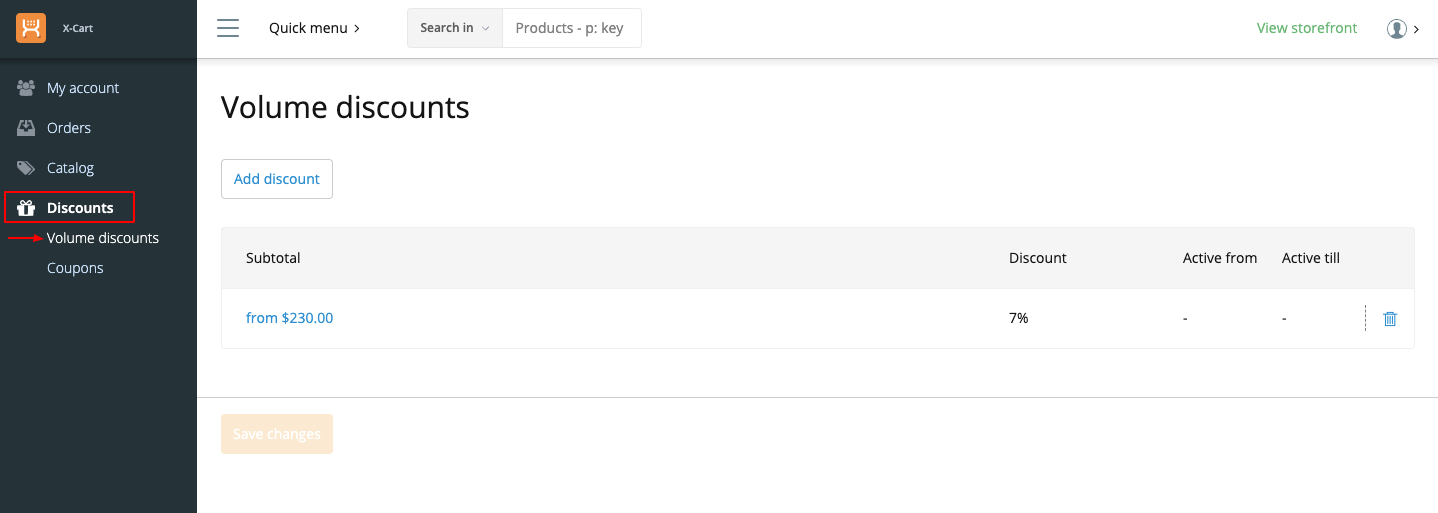 X-Cart
Quick menu
Search in
Products - p: key
View storefront
My account
Orders
Catalog
Discounts
Volume discounts
Coupons
Volume discounts
Add discount
Subtotal Discount Active from Active till
from $230.00 7% - -
Save changes